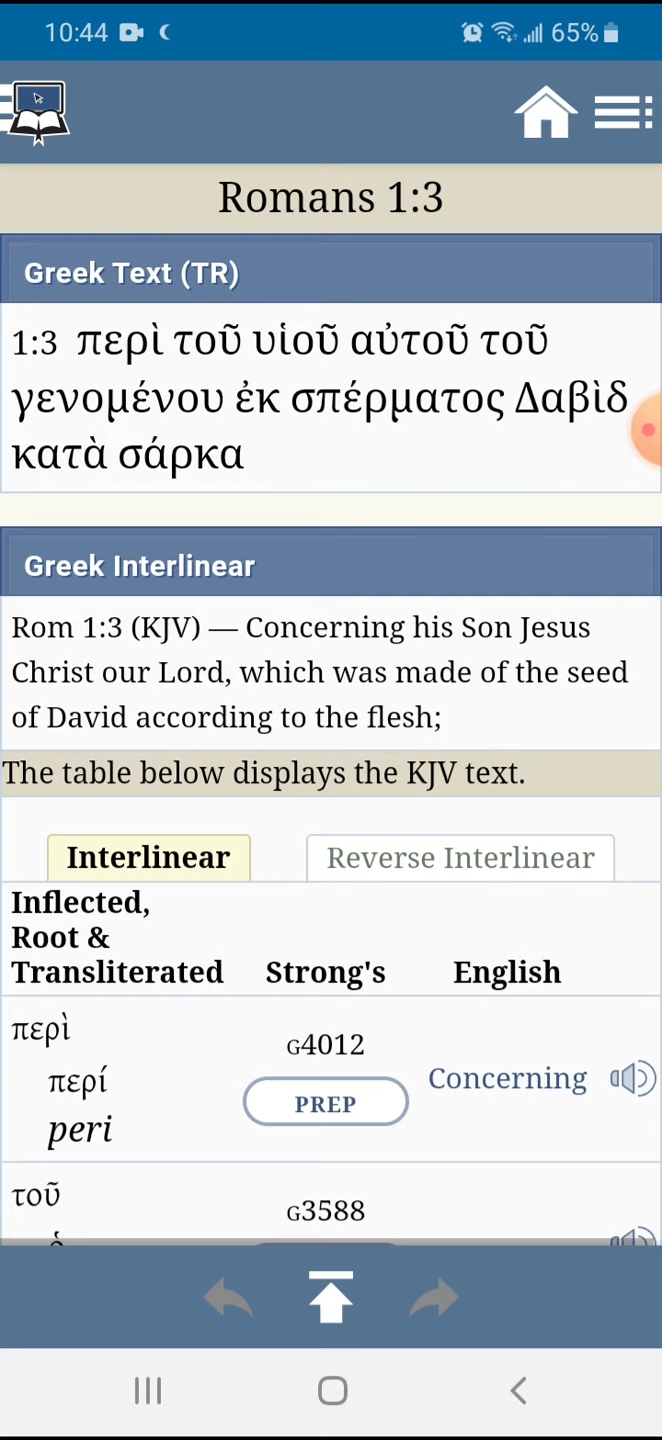 10:44 65%
Romans 1:3
Greek Text (TR)
1:3 περὶ τοῦ υἱοῦ αὐτοῦ τοῦ
γενομένου ἐκ σπέρματος Δαβὶδ
κατὰ σάρκα
Greek Interlinear
Rom 1:3 (KJV) — Concerning his Son Jesus
Christ our Lord, which was made of the seed
of David according to the flesh;
The table below displays the KJV text.
Interlinear Reverse Interlinear
Inflected,
Root &
Transliterated Strong's English
περὶ
G4012
περί
Concerning
PREP
peri
τοῦ
G3588